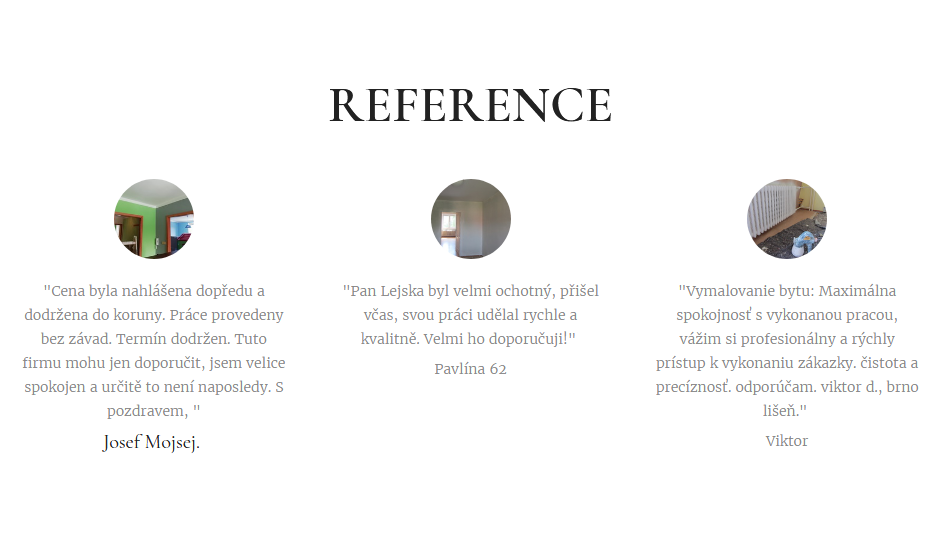 REFERENCE
"Cena byla nahlášena dopředu a
dodržena do koruny. Práce provedeny
bez závad. Termín dodržen. Tuto
firmu mohu jen doporučit, jsem velice
spokojen a určitě to není naposledy. S
pozdravem, "
Josef Mojsej.
"Pan Lejska byl velmi ochotný, přišel
včas, svou práci udělal rychle a
kvalitně. Velmi ho doporučuji!"
Pavlína 62
"Vymalovanie bytu: Maximálna
spokojnosť s vykonanou pracou,
vážim si profesionálny a rýchly
prístup k vykonaniu zákazky. čistota a
precíznosť. odporúčam. viktor d., brno
lišeň."
Viktor